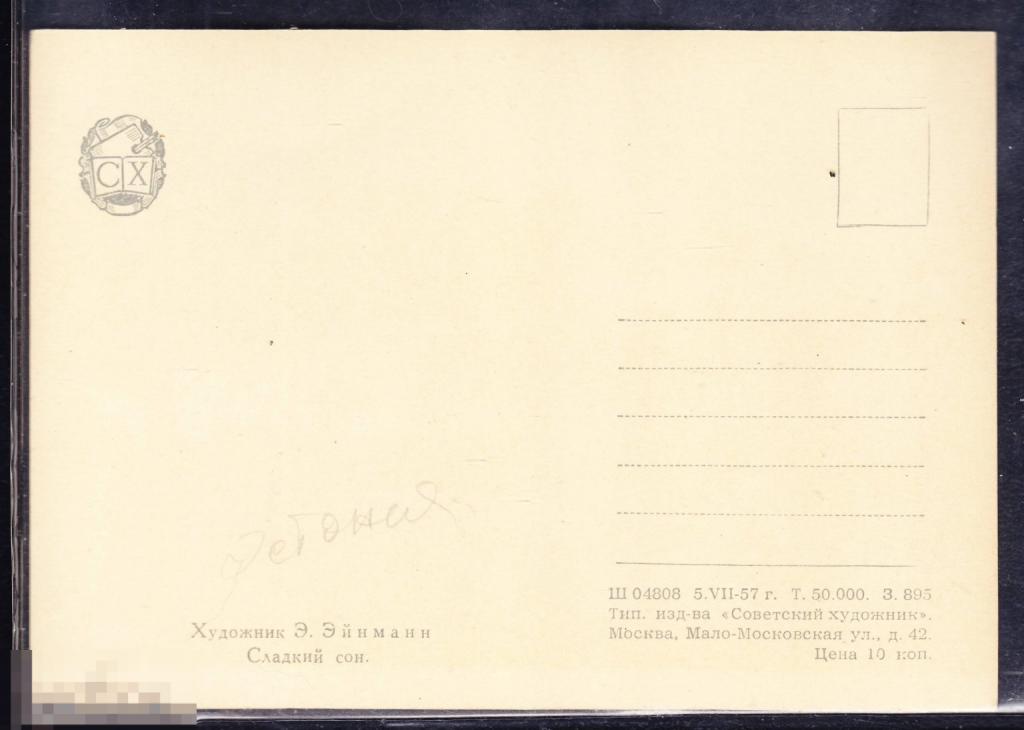 СХ
Эстония
Художник Э. Эйнманн
Сладкий сон.
Ш 04808 5.VII-57 г. Т. 50.000. З. 895
Тип. изд-ва «Советский художник».
Москва, Мало-Московская ул., д. 42.
Цена 10 коп.